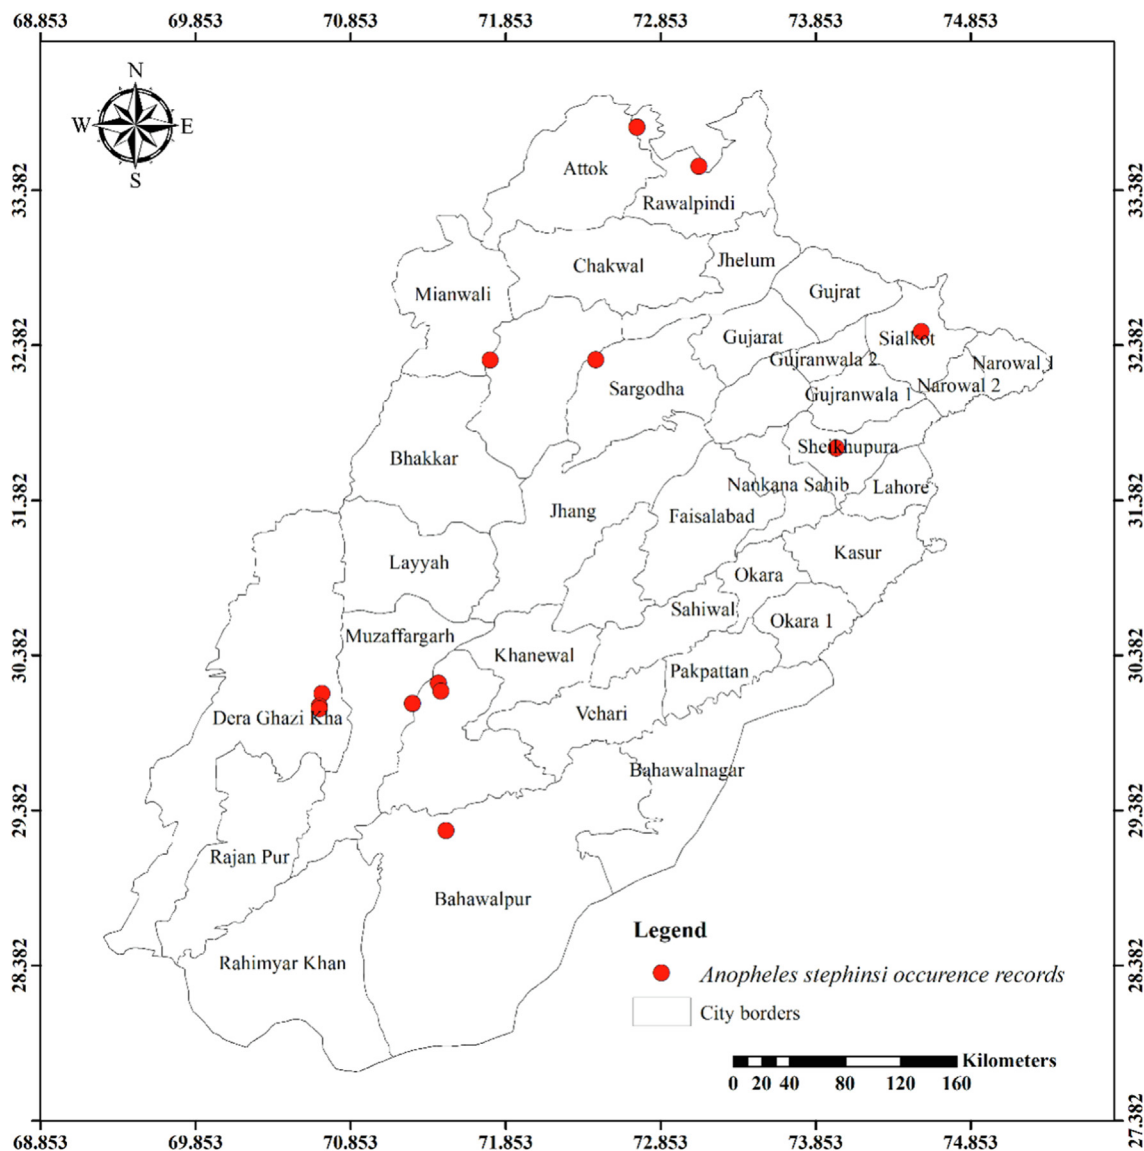 68.853 69.853 70.853 71.853 72.853 73.853 74.853
N
W E
S
33.382 33.382
32.382 32.382
31.382 31.382
30.382 30.382
29.382 29.382
28.382 28.382
27.382
Attok
Rawalpindi
Chakwal
Jhelum
Mianwali
Gujrat
Gujarat
Sialkot
Gujranwala 2
Narowal 1
Sargodha
Narowal 2
Gujranwala 1
Sheikhupura
Bhakkar
Nankana Sahib
Lahore
Jhang
Faisalabad
Kasur
Layyah
Okara
Sahiwal
Okara 1
Muzaffargarh
Khanewal
Pakpattan
Vehari
Dera Ghazi Kha
Bahawalnagar
Rajan Pur
Bahawalpur
Rahimyar Khan
Legend
Anopheles stephinsi occurence records
City borders
Kilometers
0 20 40 80 120 160
68.853 69.853 70.853 71.853 72.853 73.853 74.853